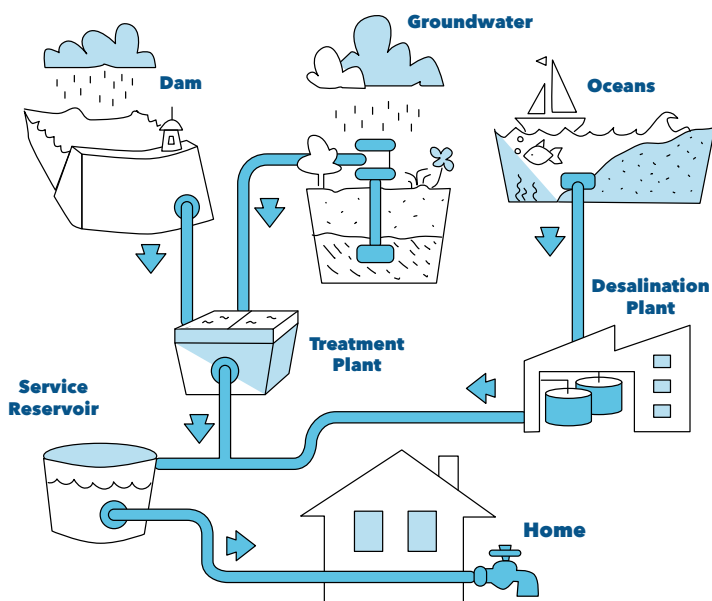 Groundwater
Dam
Oceans
Desalination
Plant
Treatment
Plant
Service
Reservoir
Home